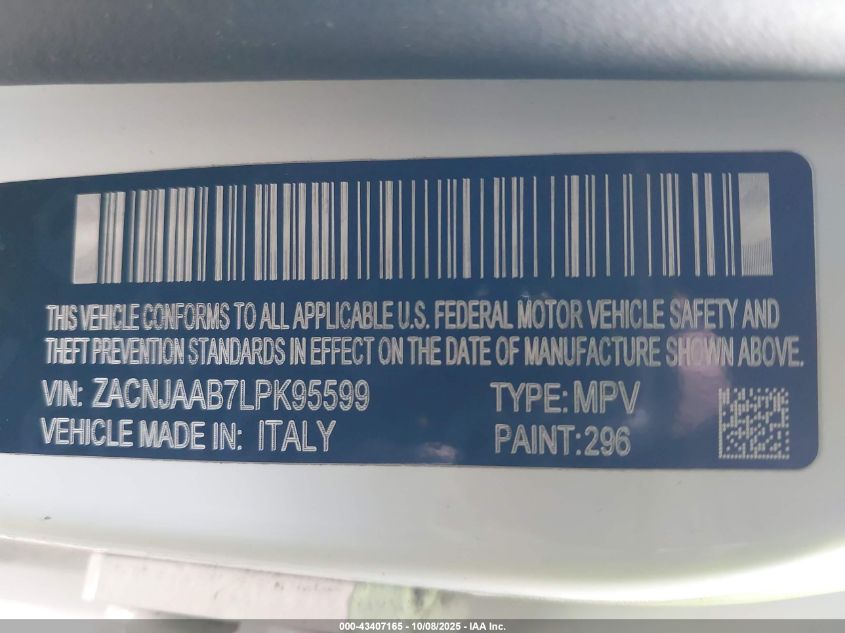 THIS VEHICLE CONFORMS TO ALL APPLICABLE U.S. FEDERAL MOTOR VEHICLE SAFETY AND
THEFT PREVENTION STANDARDS IN EFFECT ON THE DATE OF MANUFACTURE SHOWN ABOVE.
VIN: ZACNJAAB7LPK95599 TYPE: MPV
VEHICLE MADE IN: ITALY PAINT:296
000-43407165 - 10/08/2025 - IAA Inc.